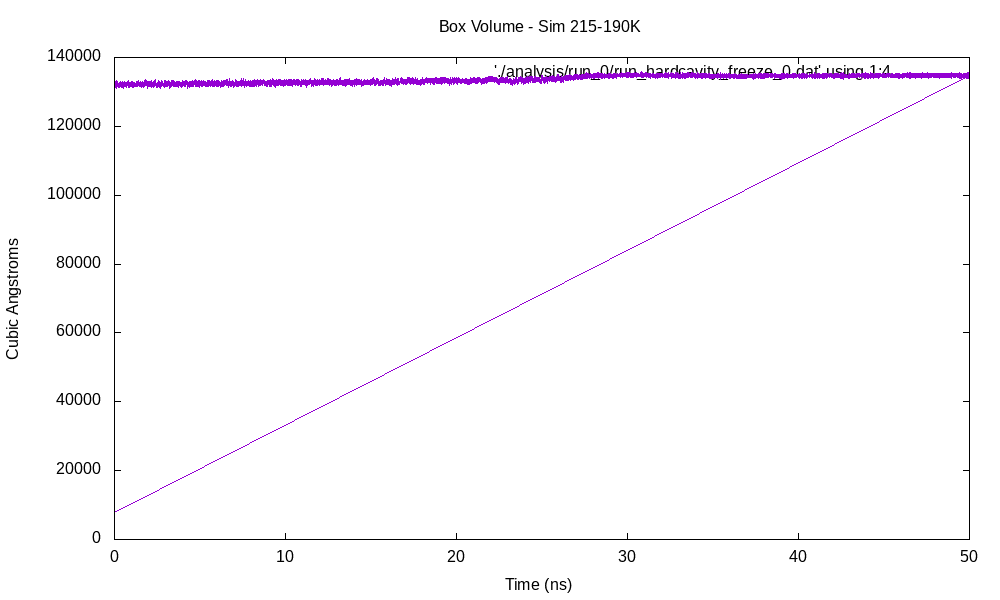 Box Volume - Sim 215-190K
'./analysis/run_0/run_hardcavity_freeze_0.dat' using 1:4
140000
120000
100000
80000
60000
40000
20000
0
Cubic Angstroms
0 10 20 30 40 50
Time (ns)